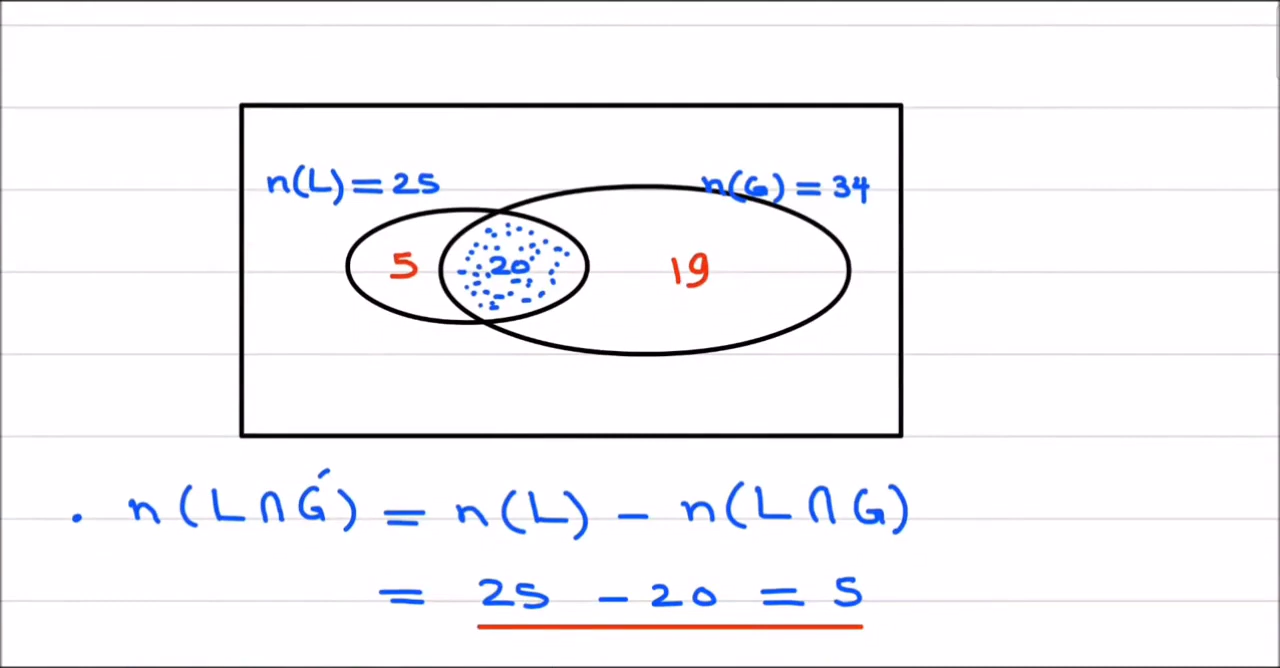 n(L) = 25
n(G) = 34
5
20
19
. n(L∩Ǵ) = n(L) - n(L∩G)
= 25 - 20 = 5